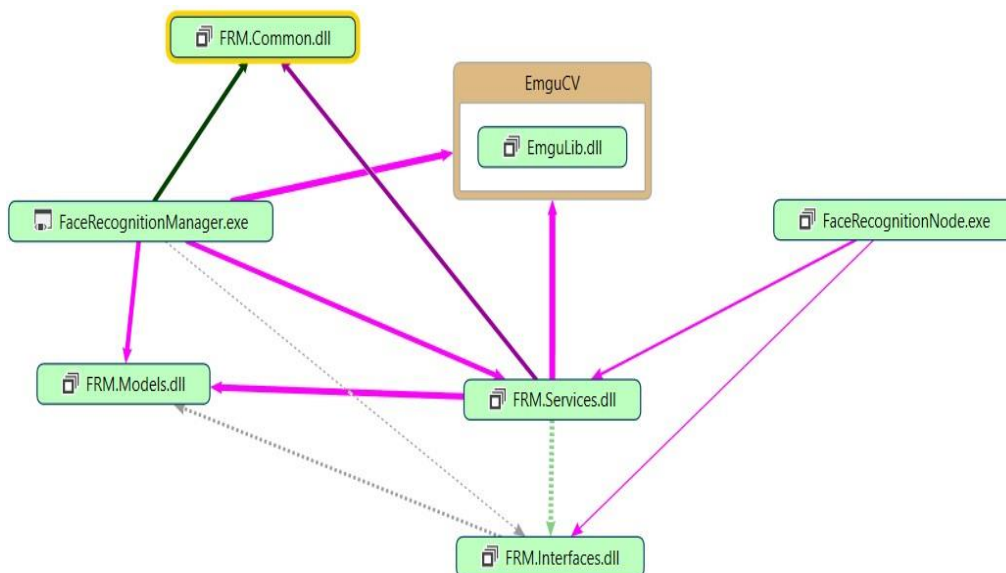 FRM.Common.dll
EmguCV
EmguLib.dll
FaceRecognitionManager.exe
FaceRecognitionNode.exe
FRM.Models.dll
FRM.Services.dll
FRM.Interfaces.dll